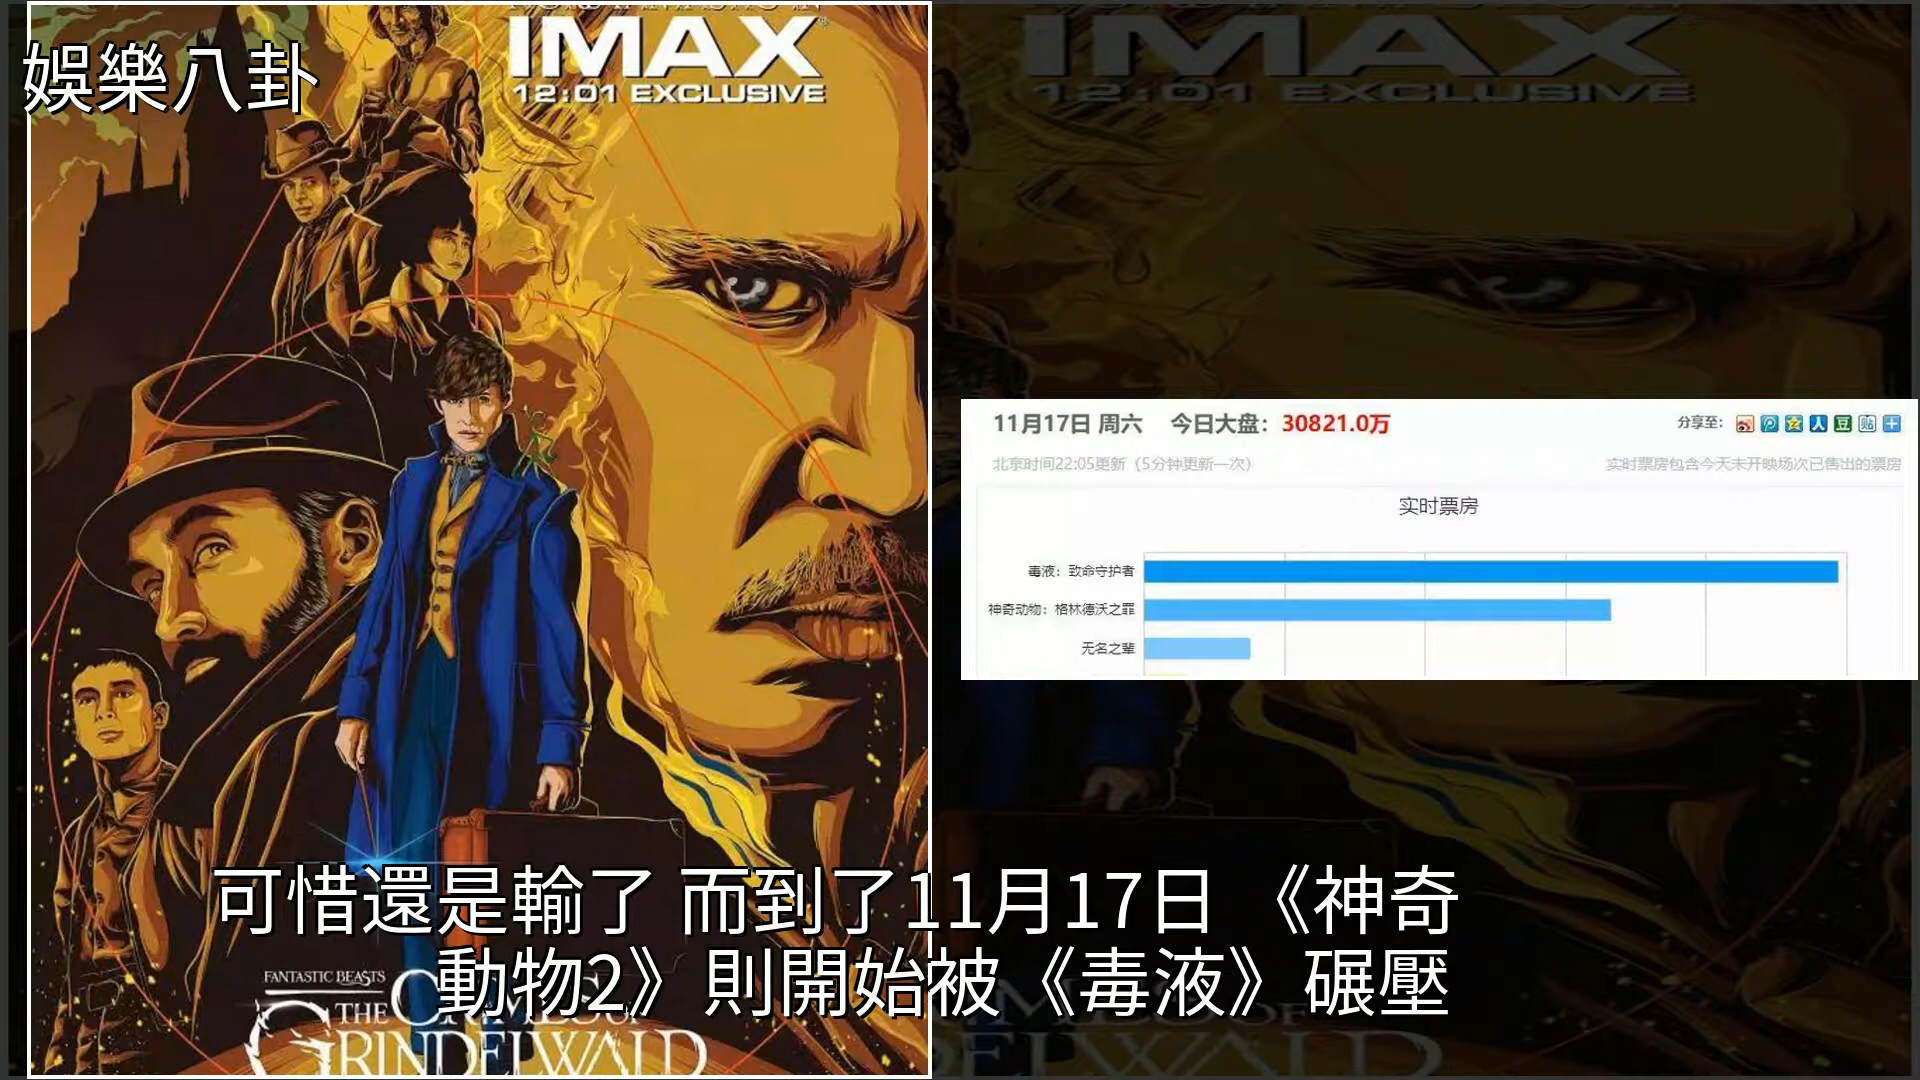 娛樂八卦
IMAX
12:01 EXCLUSIVE
IMAX
12:01 EXCLUSIVE
11月17日 周六 今日大盘：30821.0万
分享至：
北京时间22:05更新（5分钟更新一次）
实时票房包含今天未开映场次已售出的票房
实时票房
毒液：致命守护者
神奇动物：格林德沃之罪
无名之辈
可惜還是輸了 而到了11月17日 《神奇
動物2》則開始被《毒液》碾壓
FANTASTIC BEASTS
THE CRIMES OF
GRINDELWALD